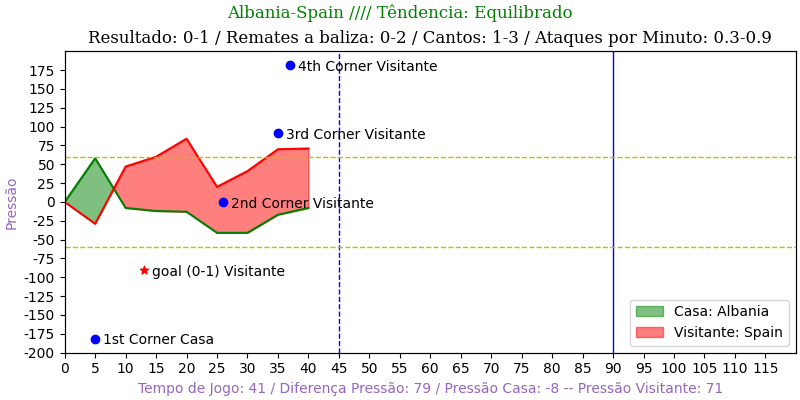 Albania-Spain //// Têndencia: Equilibrado
Resultado: 0-1 / Remates a baliza: 0-2 / Cantos: 1-3 / Ataques por Minuto: 0.3-0.9
Pressão
175
150
125
100
75
50
25
0
-25
-50
-75
-100
-125
-150
-175
-200
4th Corner Visitante
3rd Corner Visitante
2nd Corner Visitante
goal (0-1) Visitante
1st Corner Casa
Casa: Albania
Visitante: Spain
0 5 10 15 20 25 30 35 40 45 50 55 60 65 70 75 80 85 90 95 100 105 110 115
Tempo de Jogo: 41 / Diferença Pressão: 79 / Pressão Casa: -8 -- Pressão Visitante: 71